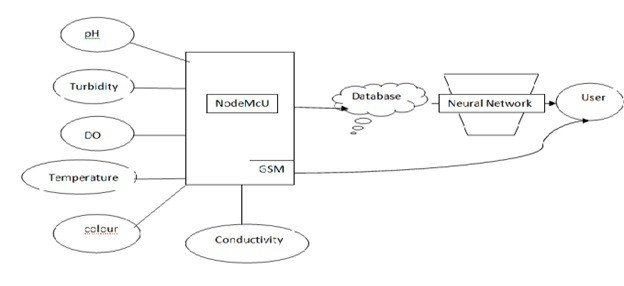 pH
Turbidity
DO
Temperature
colour
Conductivity
NodeMcU
GSM
Database
Neural Network
User